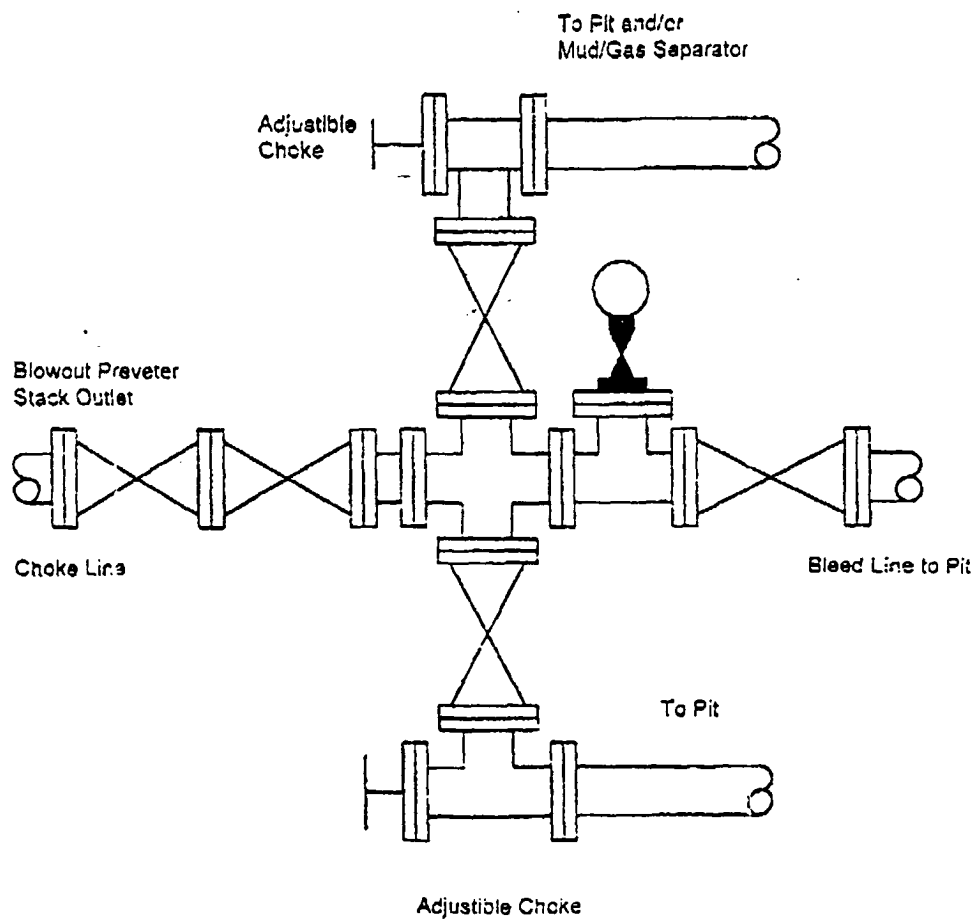 To Pit and/or
Mud/Gas Separator
Adjustible
Choke
Blowout Preveter
Stack Outlet
Choke Line
Bleed Line to Pit
To Pit
Adjustible Choke